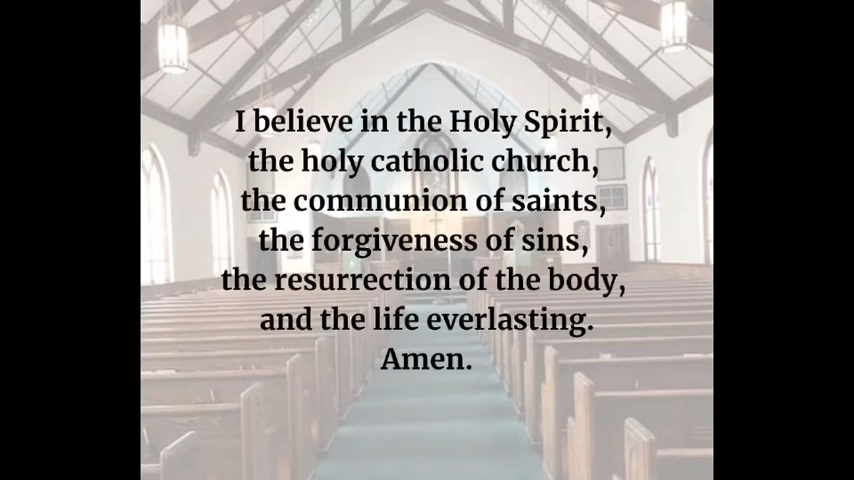 I believe in the Holy Spirit,
the holy catholic church,
the communion of saints,
the forgiveness of sins,
the resurrection of the body,
and the life everlasting.
Amen.